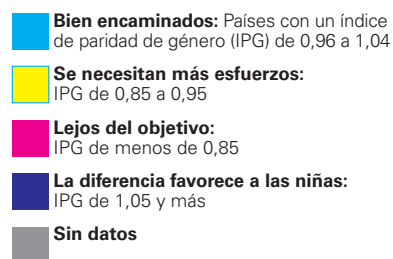 Bien encaminados: Países con un índice
de paridad de género (IPG) de 0,96 a 1,04
Se necesitan más esfuerzos:
IPG de 0,85 a 0,95
Lejos del objetivo:
IPG de menos de 0,85
La diferencia favorece a las niñas:
IPG de 1,05 y más
Sin datos